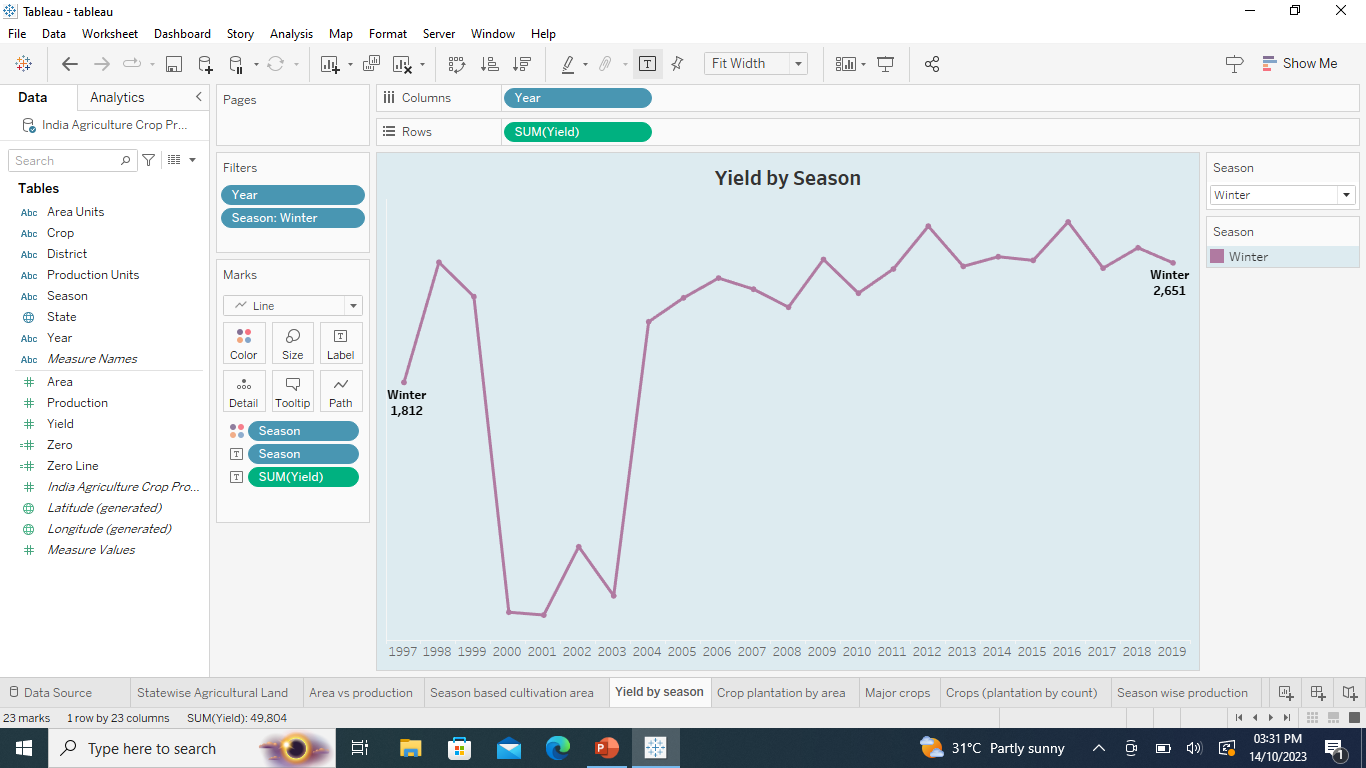 Tableau - tableau
File Data Worksheet Dashboard Story Analysis Map Format Server Window Help
Fit Width
Show Me
Data Analytics
India Agriculture Crop Pr...
Search
Tables
Abc Area Units
Abc Crop
Abc District
Abc Production Units
Abc Season
State
Abc Year
Abc Measure Names
# Area
# Production
# Yield
=# Zero
=# Zero Line
# India Agriculture Crop Pro...
Latitude (generated)
Longitude (generated)
# Measure Values
Pages
Filters
Year
Season: Winter
Marks
Line
Color Size Label
Detail Tooltip Path
Season
Season
SUM(Yield)
Columns Year
Rows SUM(Yield)
Yield by Season
Winter
1,812
Winter
2,651
1997 1998 1999 2000 2001 2002 2003 2004 2005 2006 2007 2008 2009 2010 2011 2012 2013 2014 2015 2016 2017 2018 2019
Season
Winter
Season
Winter
Data Source Statewise Agricultural Land Area vs production Season based cultivation area Yield by season Crop plantation by area Major crops Crops (plantation by count) Season wise production
23 marks 1 row by 23 columns SUM(Yield): 49,804
Type here to search
31°C Partly sunny
03:31 PM
14/10/2023
1